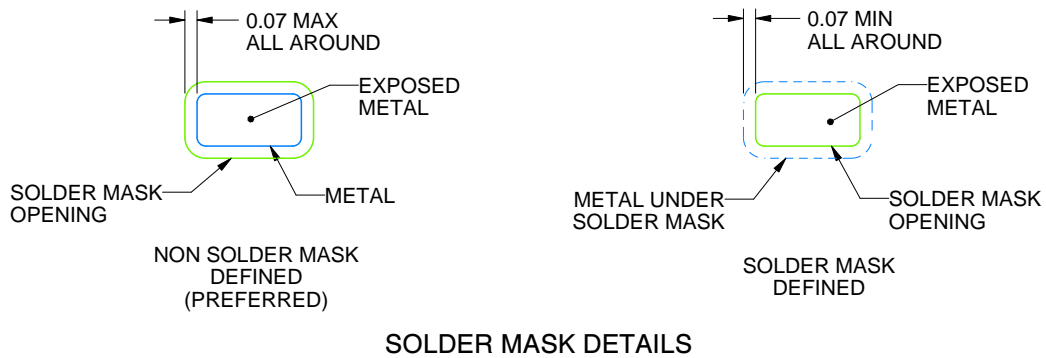 0.07 MAX
ALL AROUND
EXPOSED
METAL
SOLDER MASK
OPENING
METAL
NON SOLDER MASK
DEFINED
(PREFERRED)
0.07 MIN
ALL AROUND
EXPOSED
METAL
METAL UNDER
SOLDER MASK
SOLDER MASK
OPENING
SOLDER MASK
DEFINED
SOLDER MASK DETAILS